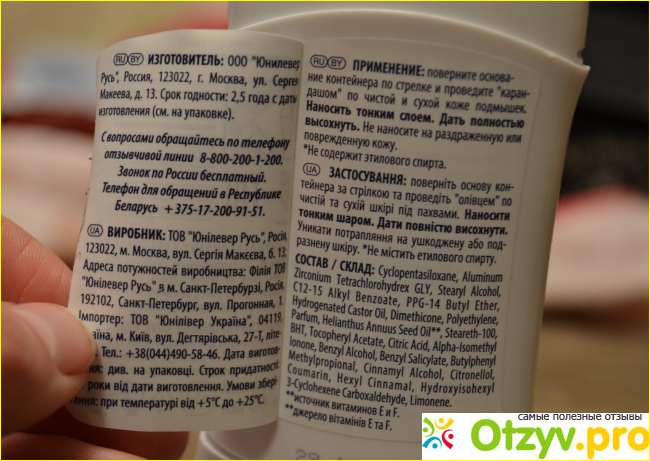 RU BY ИЗГОТОВИТЕЛЬ: ООО "Юнилевер
Русь", Россия, 123022, г. Москва, ул. Сергея
Макеева, д. 13. Срок годности: 2,5 года с даты
изготовления (см. на упаковке).
С вопросами обращайтесь по телефону
отзывчивой линии 8-800-200-1-200.
Звонок по России бесплатный.
Телефон для обращений в Республике
Беларусь + 375-17-200-91-51.
UA ВИРОБНИК: ТОВ "Юнілевер Русь", Росія,
123022, м. Москва, вул. Сергія Макєєва, б. 13;
Адреса потужностей виробництва: Філія ТОВ
"Юнілевер Русь" в м. Санкт-Петербурзі, Росія,
192102, Санкт-Петербург, вул. Прогонная, 1.
Імпортер: ТОВ "Юнілівер Україна", 04119,
м. Київ, вул. Дегтярівська, 27-Т, літе-
Тел.: +38(044)490-58-46. Дата виготов-
див. на упаковці. Строк придатності
роки від дати виготовлення. Умови збері-
при температурі від +5°C до +25°C.
RU BY ПРИМЕНЕНИЕ: поверните основа-
ние контейнера по стрелке и проведите "каран-
дашом" по чистой и сухой коже подмышек.
Наносить тонким слоем. Дать полностью
высохнуть. Не наносите на раздраженную или
поврежденную кожу.
*Не содержит этилового спирта.
UA ЗАСТОСУВАННЯ: поверніть основу кон-
тейнера за стрілкою та проведіть "олівцем" по
чистій та сухій шкірі під пахвами. Наносити
тонким шаром. Дати повністю висохнути.
Уникати потрапляння на ушкоджену або под-
разнену шкіру. *Не містить етилового спирту.
СОСТАВ / СКЛАД: Cyclopentasiloxane, Aluminum
Zirconium Tetrachlorohydrex GLY, Stearyl Alcohol,
C12-15 Alkyl Benzoate, PPG-14 Butyl Ether,
Hydrogenated Castor Oil, Dimethicone, Polyethylene,
Parfum, Helianthus Annuus Seed Oil**, Steareth-100,
BHT, Tocopheryl Acetate, Citric Acid, Alpha-Isomethyl
Ionone, Benzyl Alcohol, Benzyl Salicylate, Butylphenyl
Methylpropional, Cinnamyl Alcohol, Citronellol,
Coumarin, Hexyl Cinnamal, Hydroxyisohexyl
3-Cyclohexene Carboxaldehyde, Limonene.
**источник витаминов Е и F.
**джерело вітамінів Е та F.
самые полезные отзывы
Otzyv.pro